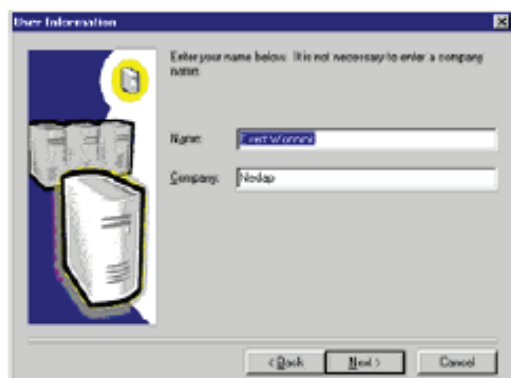 User Information
Enter your name below. It is not necessary to enter a company
name.
Name:
Company:
< Back
Next >
Cancel